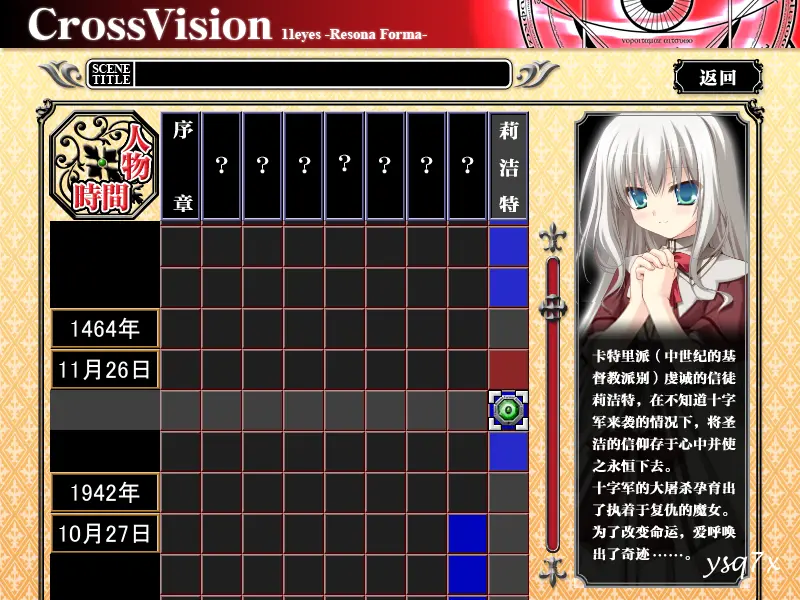 CrossVision 11eyes -Resona Forma-
SCENE TITLE
返回
人物
時間
序章
?
?
?
?
?
?
?
莉洁特
1464年
11月26日
1942年
10月27日
卡特里派（中世纪的基
督教派别）虔诚的信徒
莉洁特，在不知道十字
军来袭的情况下，将圣
洁的信仰存于心中并使
之永恒下去。
十字军的大屠杀孕育出
了执着于复仇的魔女。
为了改变命运，爱呼唤
出了奇迹……。
ysq7x